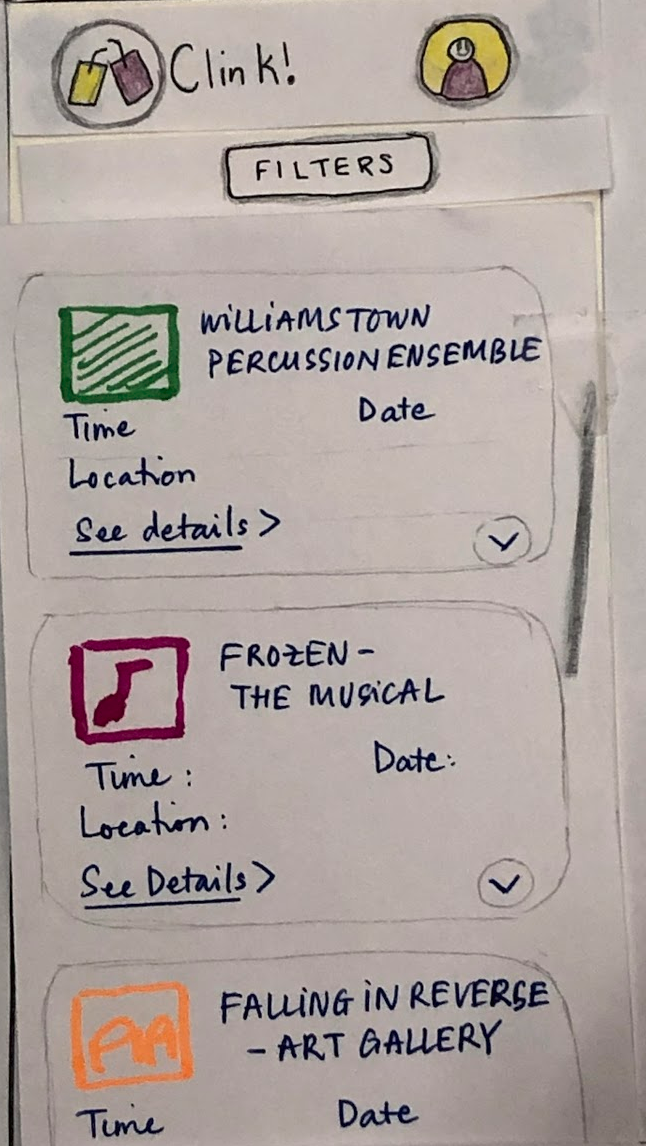 Clink!
FILTERS
WILLIAMSTOWN
PERCUSSION ENSEMBLE
Time Date
Location
See details >
FROZEN -
THE MUSICAL
Time : Date:
Location :
See Details >
FALLING IN REVERSE
- ART GALLERY
Time Date